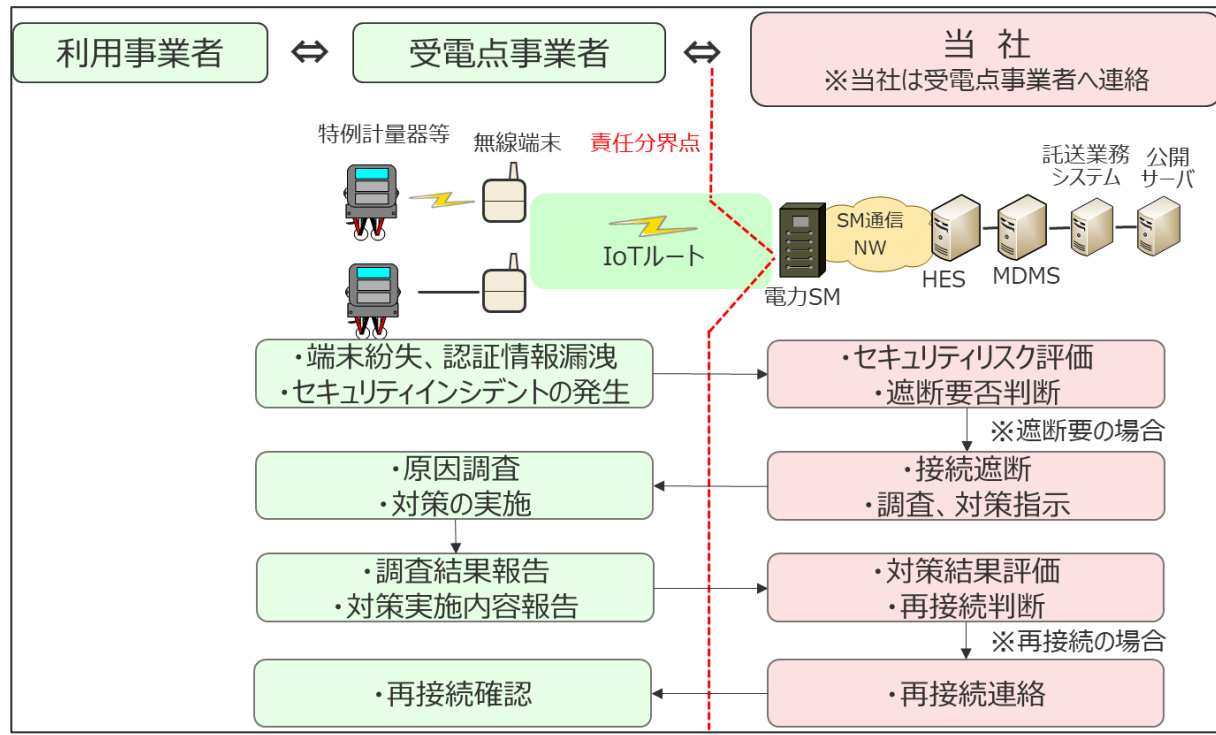 利用事業者
⇔
受電点事業者
⇔
当 社
※当社は受電点事業者へ連絡
特例計量器等
無線端末
責任分界点
託送業務
システム
公開
サーバ
IoTルート
SM通信
NW
電力SM
HES
MDMS
・端末紛失、認証情報漏洩
・セキュリティインシデントの発生
・セキュリティリスク評価
・遮断要否判断
※遮断要の場合
・原因調査
・対策の実施
・接続遮断
・調査、対策指示
・調査結果報告
・対策実施内容報告
・対策結果評価
・再接続判断
※再接続の場合
・再接続確認
・再接続連絡